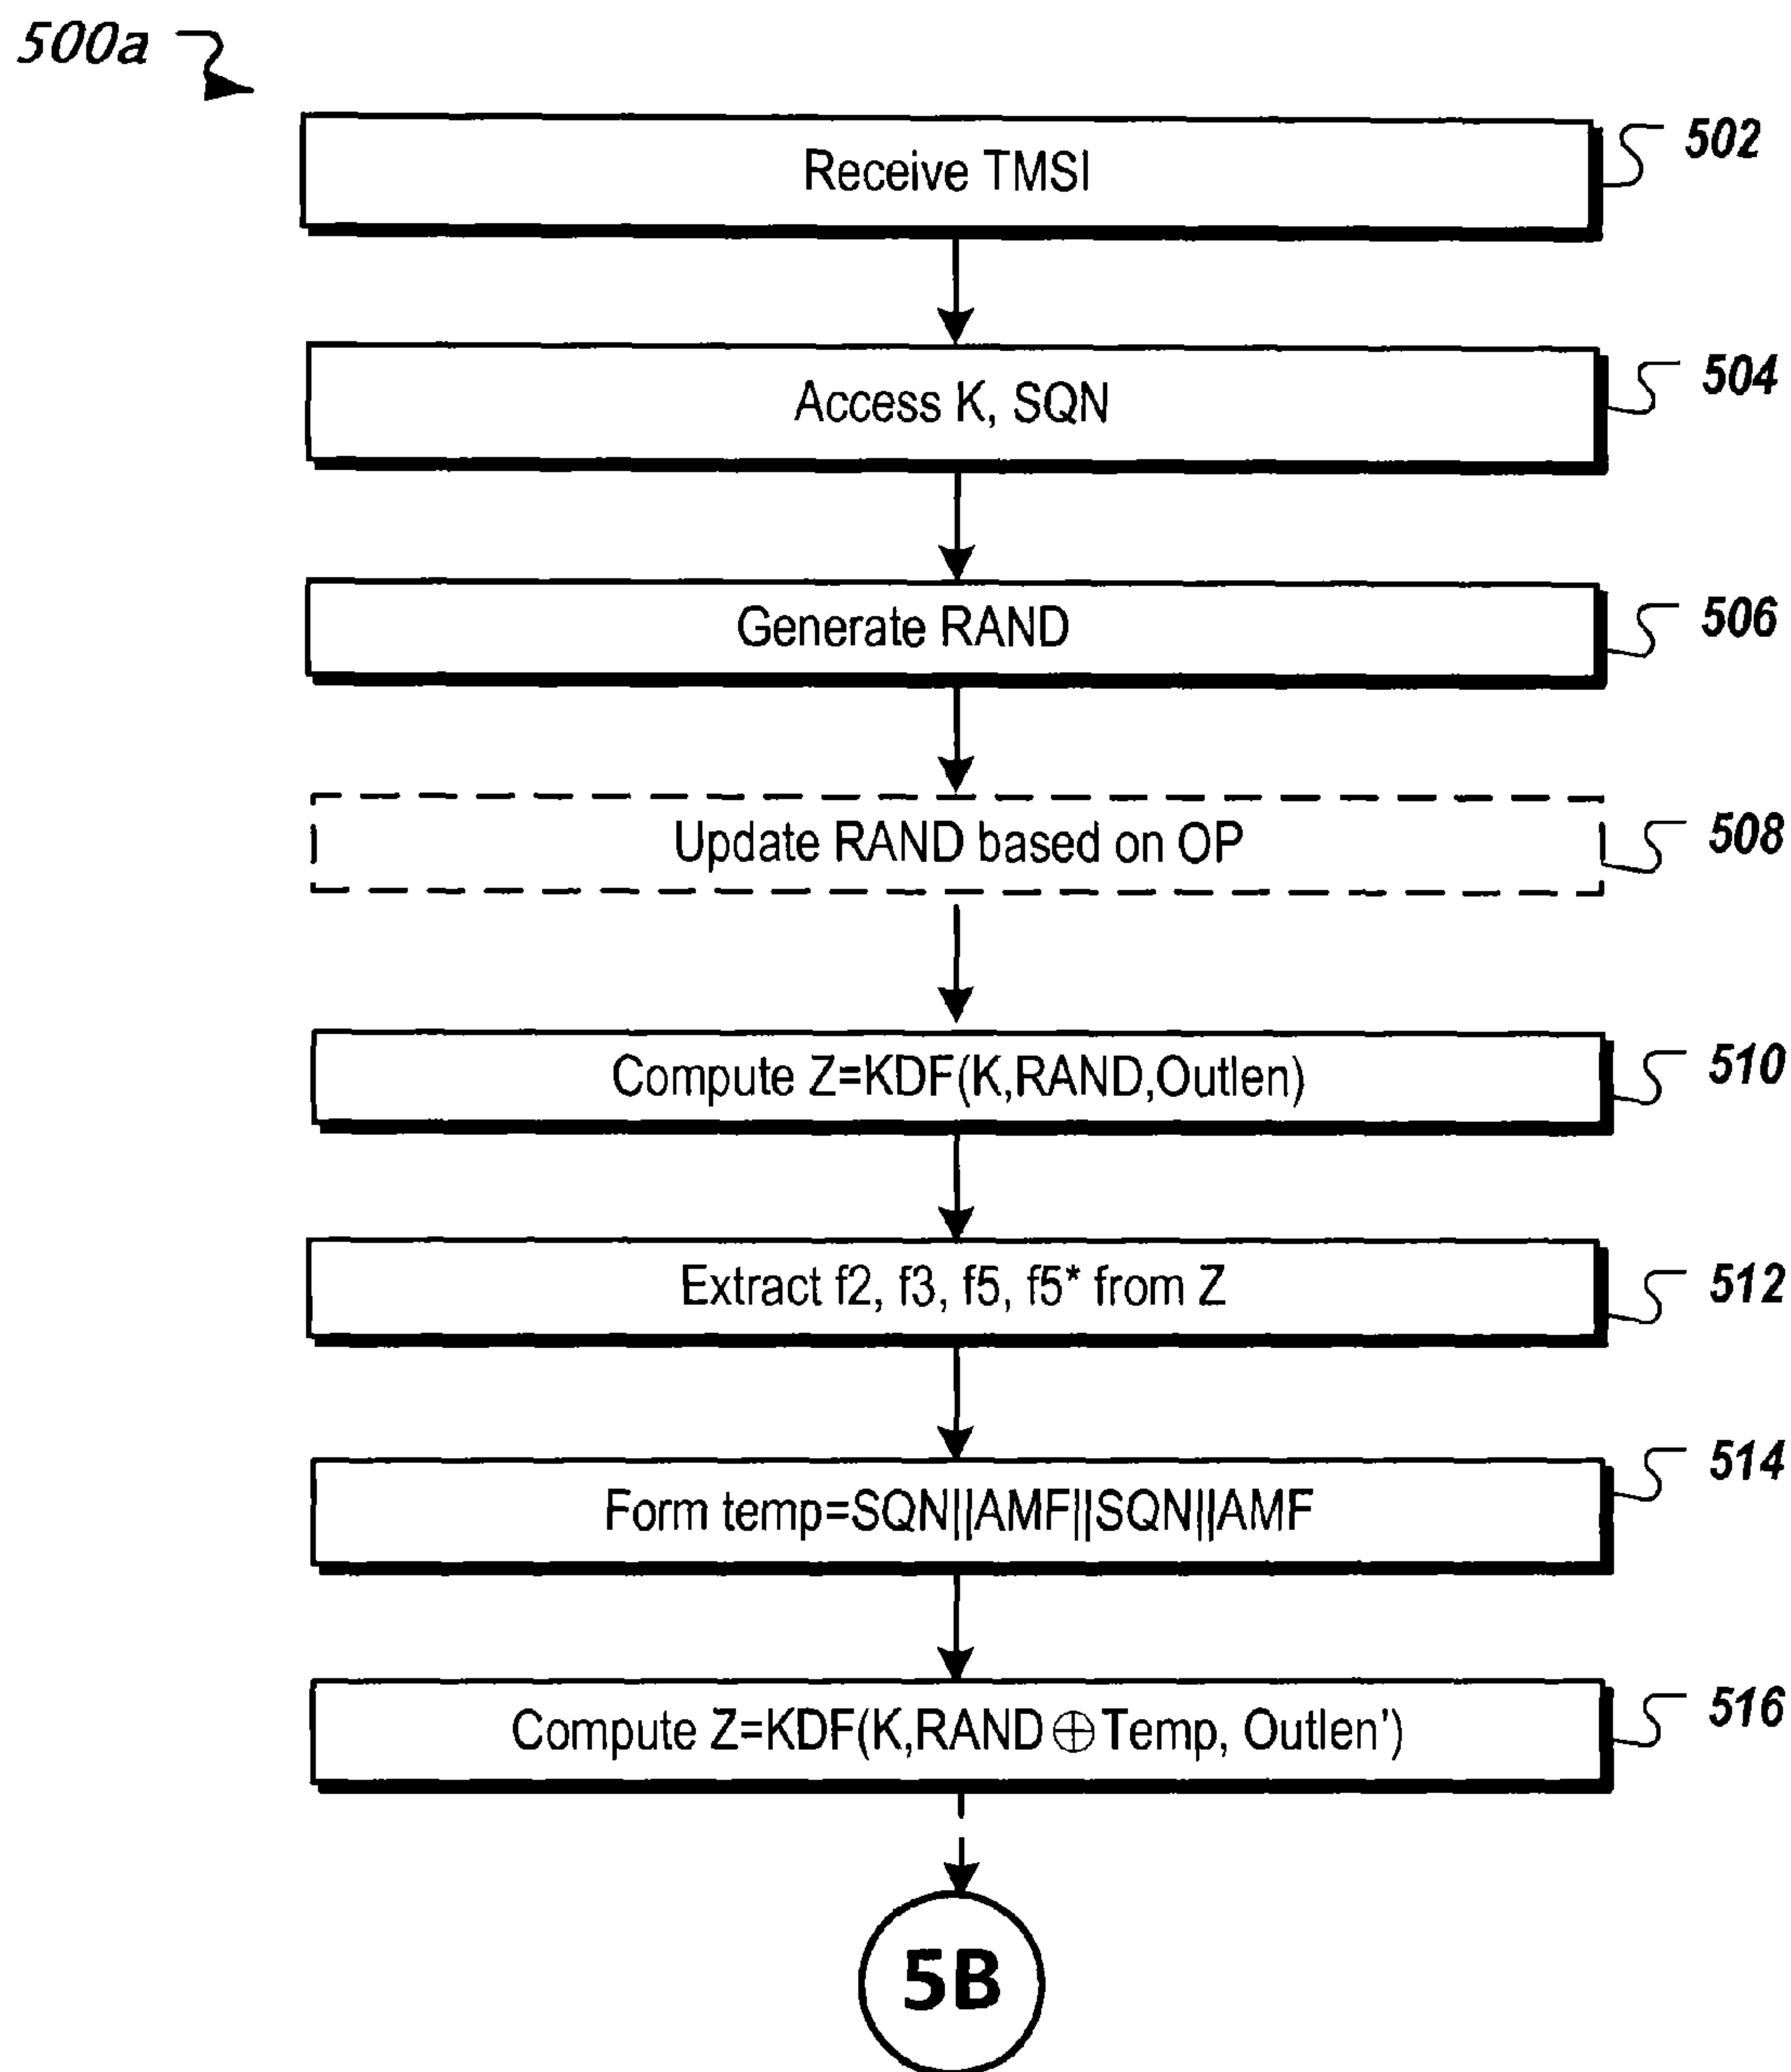 500a
Receive TMSI
502
Access K, SQN
504
Generate RAND
506
Update RAND based on OP
508
Compute Z=KDF(K,RAND,Outlen)
510
Extract f2, f3, f5, f5* from Z
512
Form temp=SQN||AMF||SQN||AMF
514
Compute Z=KDF(K,RAND⊕Temp, Outlen')
516
5B